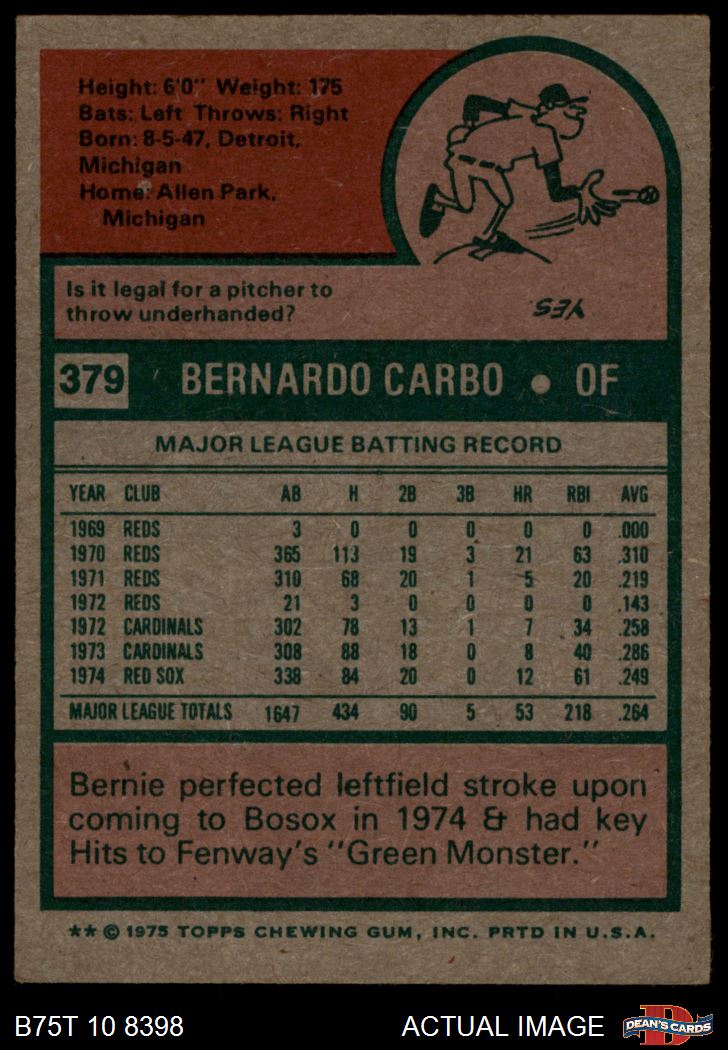 Height: 6'0" Weight: 175
Bats: Left Throws: Right
Born: 8-5-47, Detroit,
Michigan
Home: Allen Park,
Michigan
Is it legal for a pitcher to
throw underhanded?
YES.
379 BERNARDO CARBO • OF
MAJOR LEAGUE BATTING RECORD
YEAR CLUB AB H 2B 3B HR RBI AVG
1969 REDS 3 0 0 0 0 0 .000
1970 REDS 365 113 19 3 21 63 .310
1971 REDS 310 68 20 1 5 20 .219
1972 REDS 21 3 0 0 0 0 .143
1972 CARDINALS 302 78 13 1 7 34 .258
1973 CARDINALS 308 88 18 0 8 40 .286
1974 RED SOX 338 84 20 0 12 61 .249
MAJOR LEAGUE TOTALS 1647 434 90 5 53 218 .264
Bernie perfected leftfield stroke upon
coming to Bosox in 1974 & had key
Hits to Fenway's "Green Monster."
** © 1975 TOPPS CHEWING GUM, INC. PRTD IN U.S.A.
B75T 10 8398 ACTUAL IMAGE
D
DEAN'S CARDS